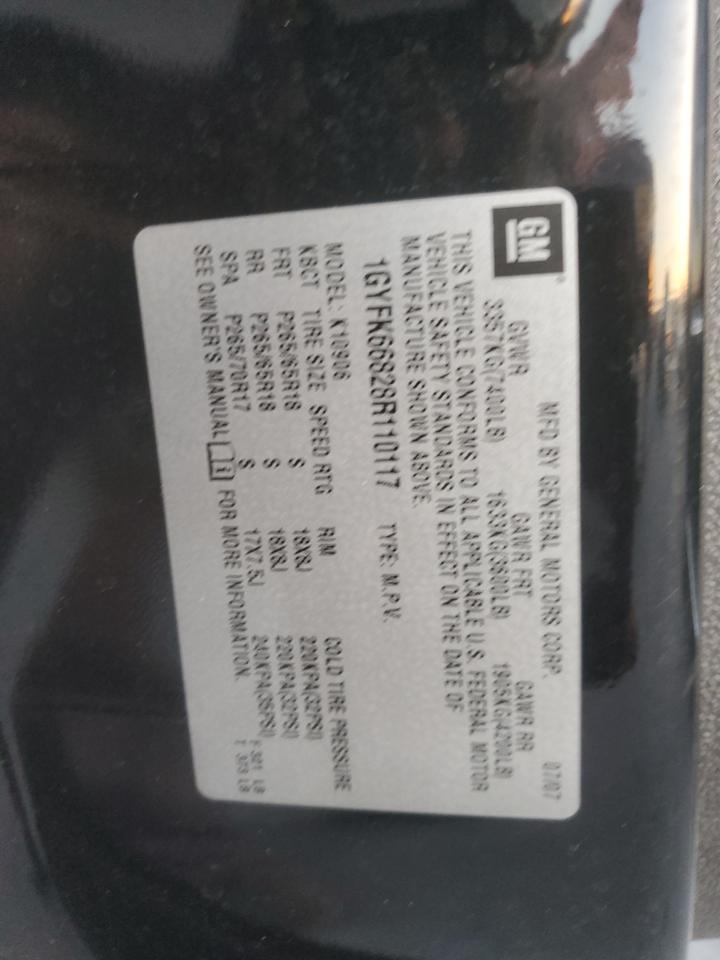 GM®
MFD BY GENERAL MOTORS CORP. 07/07
GVWR GAWR FRT GAWR RR
3357KG(7400LB) 1633KG(3600LB) 1905KG(4200LB)
THIS VEHICLE CONFORMS TO ALL APPLICABLE U.S. FEDERAL MOTOR
VEHICLE SAFETY STANDARDS IN EFFECT ON THE DATE OF
MANUFACTURE SHOWN ABOVE.
1GYFK66828R110117 TYPE: M.P.V.
MODEL: K10906
KBCT TIRE SIZE SPEED RTG RIM COLD TIRE PRESSURE
FRT P265/65R18 S 18X8J 220KPA(32PSI)
RR P265/65R18 S 18X8J 220KPA(32PSI)
SPA P265/70R17 S 17X7.5J 240KPA(35PSI) F 321 LB
SEE OWNER'S MANUAL FOR MORE INFORMATION. T 373 LB